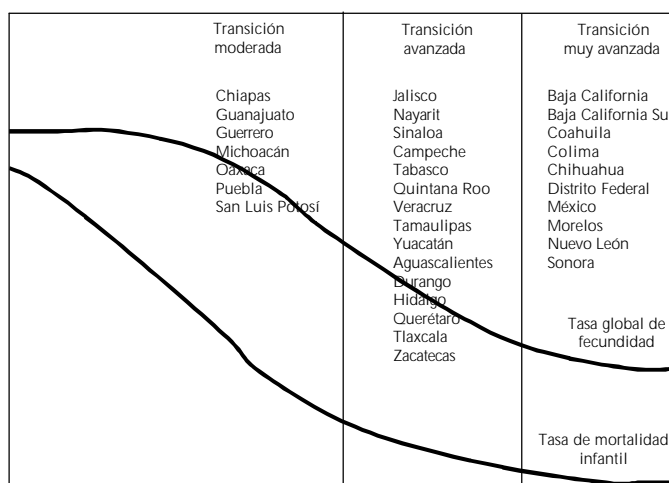 Transición
moderada
Chiapas
Guanajuato
Guerrero
Michoacán
Oaxaca
Puebla
San Luis Potosí
Transición
avanzada
Jalisco
Nayarit
Sinaloa
Campeche
Tabasco
Quintana Roo
Veracruz
Tamaulipas
Yucatán
Aguascalientes
Durango
Hidalgo
Querétaro
Tlaxcala
Zacatecas
Transición
muy avanzada
Baja California
Baja California Su
Coahuila
Colima
Chihuahua
Distrito Federal
México
Morelos
Nuevo León
Sonora
Tasa global de
fecundidad
Tasa de mortalidad
infantil